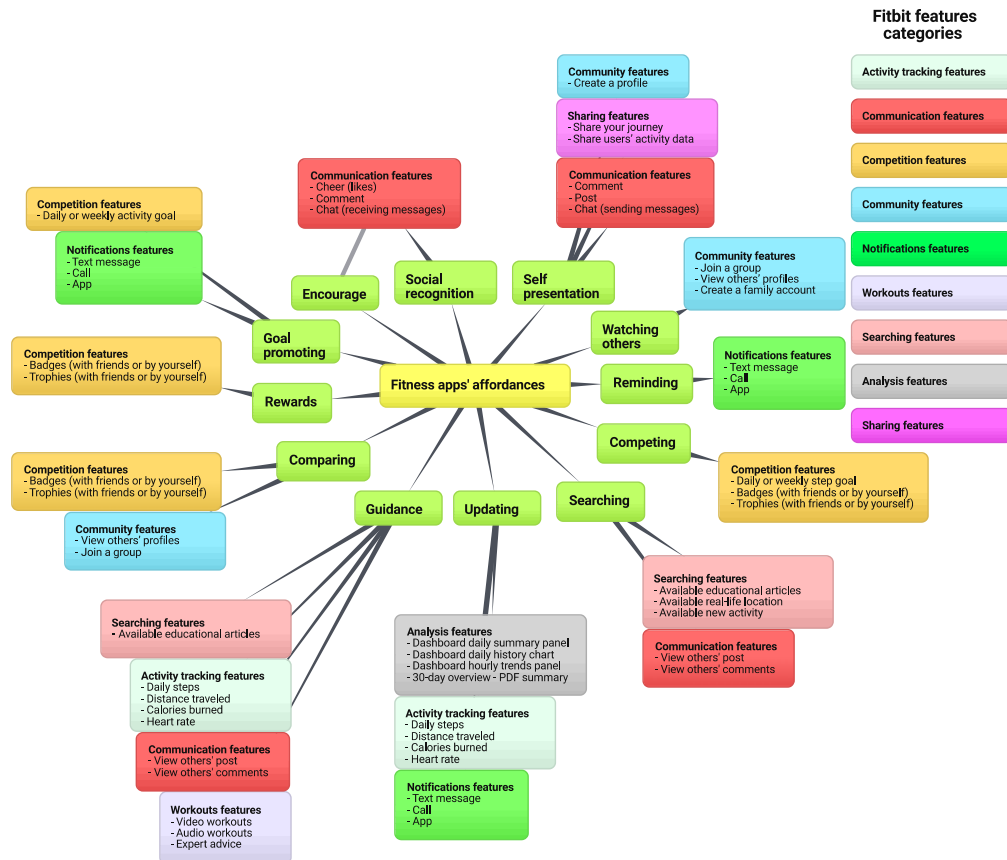 Fitbit features
categories
Activity tracking features
Communication features
Competition features
Community features
Notifications features
Workouts features
Searching features
Analysis features
Sharing features
Community features
- Create a profile
Sharing features
- Share your journey
- Share users' activity data
Communication features
- Comment
- Post
- Chat (sending messages)
Communication features
- Cheer (likes)
- Comment
- Chat (receiving messages)
Competition features
- Daily or weekly activity goal
Notifications features
- Text message
- Call
- App
Community features
- Join a group
- View others' profiles
- Create a family account
Encourage
Social
recognition
Self
presentation
Goal
promoting
Watching
others
Competition features
- Badges (with friends or by yourself)
- Trophies (with friends or by yourself)
Rewards
Fitness apps' affordances
Reminding
Notifications features
- Text message
- Call
- App
Comparing
Competing
Competition features
- Badges (with friends or by yourself)
- Trophies (with friends or by yourself)
Community features
- View others' profiles
- Join a group
Competition features
- Daily or weekly step goal
- Badges (with friends or by yourself)
- Trophies (with friends or by yourself)
Guidance
Updating
Searching
Searching features
- Available educational articles
- Available real-life location
- Available new activity
Communication features
- View others' post
- View others' comments
Searching features
- Available educational articles
Activity tracking features
- Daily steps
- Distance traveled
- Calories burned
- Heart rate
Communication features
- View others' post
- View others' comments
Workouts features
- Video workouts
- Audio workouts
- Expert advice
Analysis features
- Dashboard daily summary panel
- Dashboard daily history chart
- Dashboard hourly trends panel
- 30-day overview - PDF summary
Activity tracking features
- Daily steps
- Distance traveled
- Calories burned
- Heart rate
Notifications features
- Text message
- Call
- App